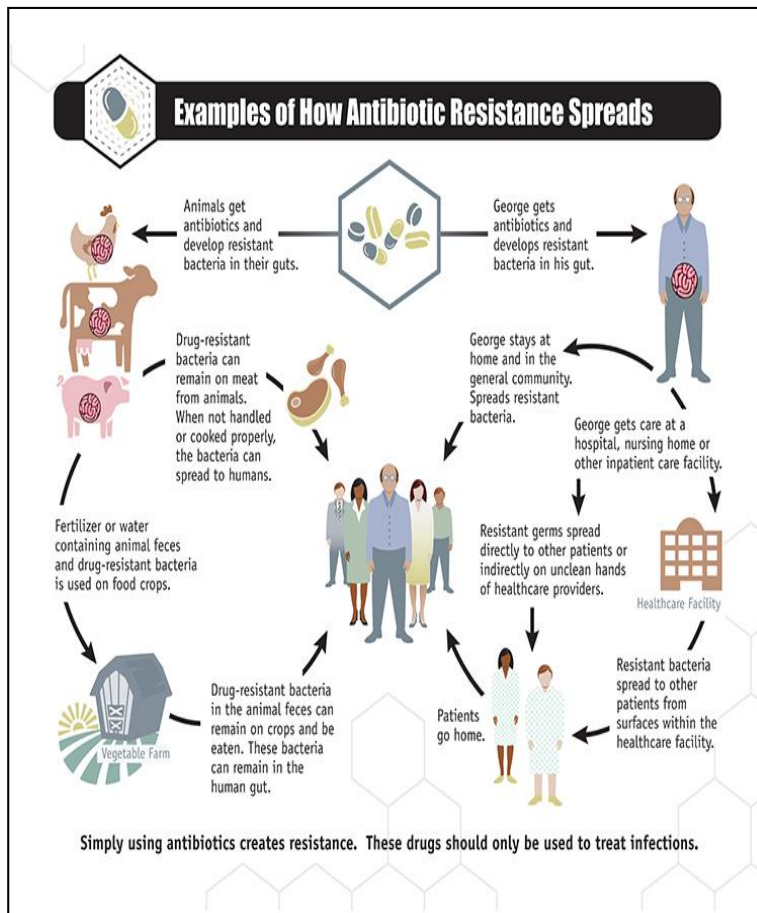 Examples of How Antibiotic Resistance Spreads
Animals get
antibiotics and
develop resistant
bacteria in their guts.
George gets
antibiotics and
develops resistant
bacteria in his gut.
Drug-resistant
bacteria can
remain on meat
from animals.
When not handled
or cooked properly,
the bacteria can
spread to humans.
George stays at
home and in the
general community.
Spreads resistant
bacteria.
George gets care at a
hospital, nursing home or
other inpatient care facility.
Fertilizer or water
containing animal feces
and drug-resistant bacteria
is used on food crops.
Resistant germs spread
directly to other patients or
indirectly on unclean hands
of healthcare providers.
Healthcare Facility
Vegetable Farm
Drug-resistant bacteria
in the animal feces can
remain on crops and be
eaten. These bacteria
can remain in the
human gut.
Patients
go home.
Resistant bacteria
spread to other
patients from
surfaces within the
healthcare facility.
Simply using antibiotics creates resistance. These drugs should only be used to treat infections.